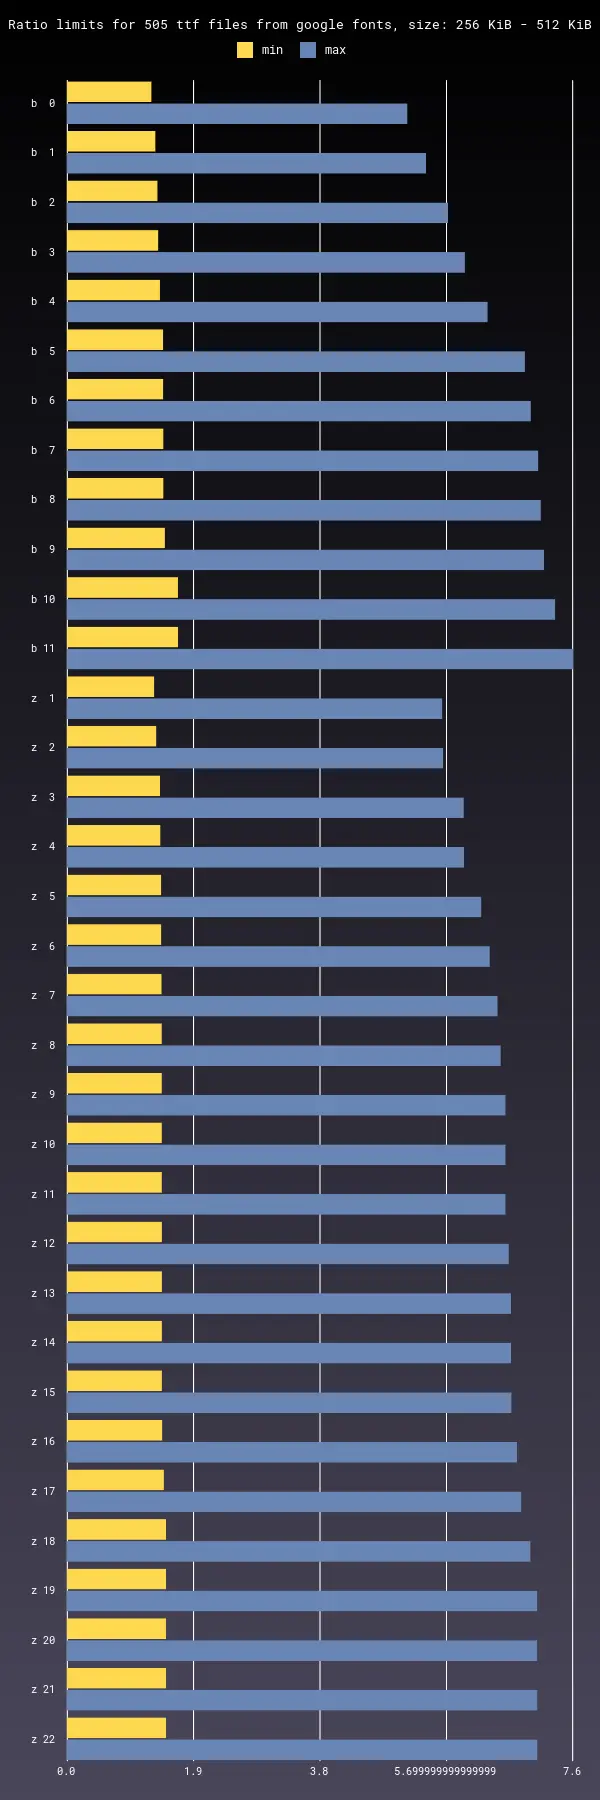 Ratio limits for 505 ttf files from google fonts, size: 256 KiB - 512 KiB
min max
b 0
b 1
b 2
b 3
b 4
b 5
b 6
b 7
b 8
b 9
b 10
b 11
z 1
z 2
z 3
z 4
z 5
z 6
z 7
z 8
z 9
z 10
z 11
z 12
z 13
z 14
z 15
z 16
z 17
z 18
z 19
z 20
z 21
z 22
0.0 1.9 3.8 5.699999999999999 7.6